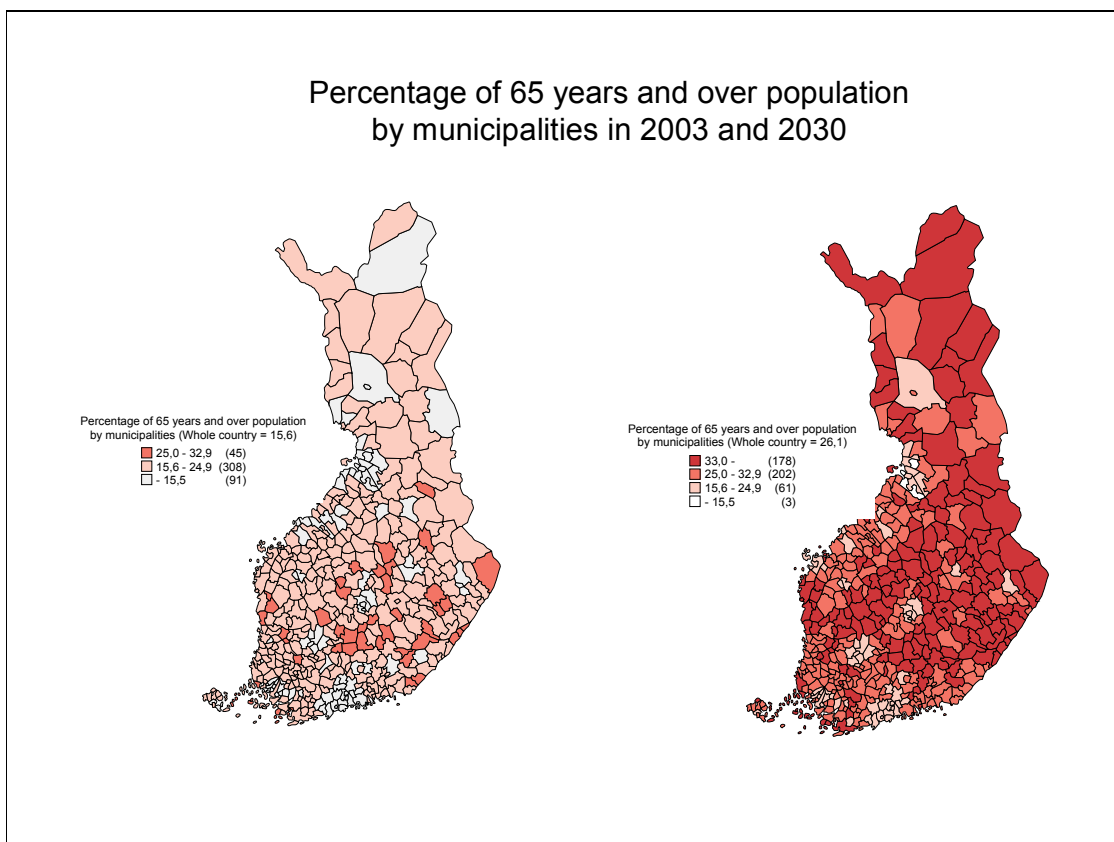 Percentage of 65 years and over population
by municipalities in 2003 and 2030
Percentage of 65 years and over population
by municipalities (Whole country = 15,6)
25,0 - 32,9 (45)
15,6 - 24,9 (308)
- 15,5 (91)
Percentage of 65 years and over population
by municipalities (Whole country = 26,1)
33,0 - (178)
25,0 - 32,9 (202)
15,6 - 24,9 (61)
- 15,5 (3)